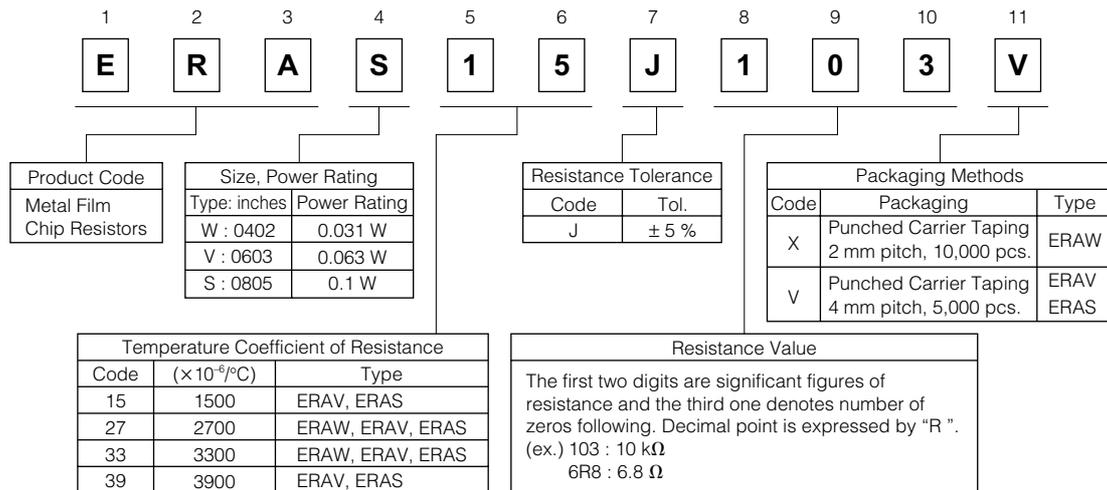 1 2 3 4 5 6 7 8 9 10 11
E R A S 1 5 J 1 0 3 V
Product Code
Metal Film
Chip Resistors
Size, Power Rating
Type: inches Power Rating
W : 0402 0.031 W
V : 0603 0.063 W
S : 0805 0.1 W
Resistance Tolerance
Code Tol.
J ± 5 %
Packaging Methods
Code Packaging Type
X Punched Carrier Taping
2 mm pitch, 10,000 pcs. ERAW
V Punched Carrier Taping ERAV
4 mm pitch, 5,000 pcs. ERAS
Temperature Coefficient of Resistance
Code (×10⁻⁶/°C) Type
15 1500 ERAV, ERAS
27 2700 ERAW, ERAV, ERAS
33 3300 ERAW, ERAV, ERAS
39 3900 ERAV, ERAS
Resistance Value
The first two digits are significant figures of
resistance and the third one denotes number of
zeros following. Decimal point is expressed by “R ”.
(ex.) 103 : 10 kΩ
6R8 : 6.8 Ω